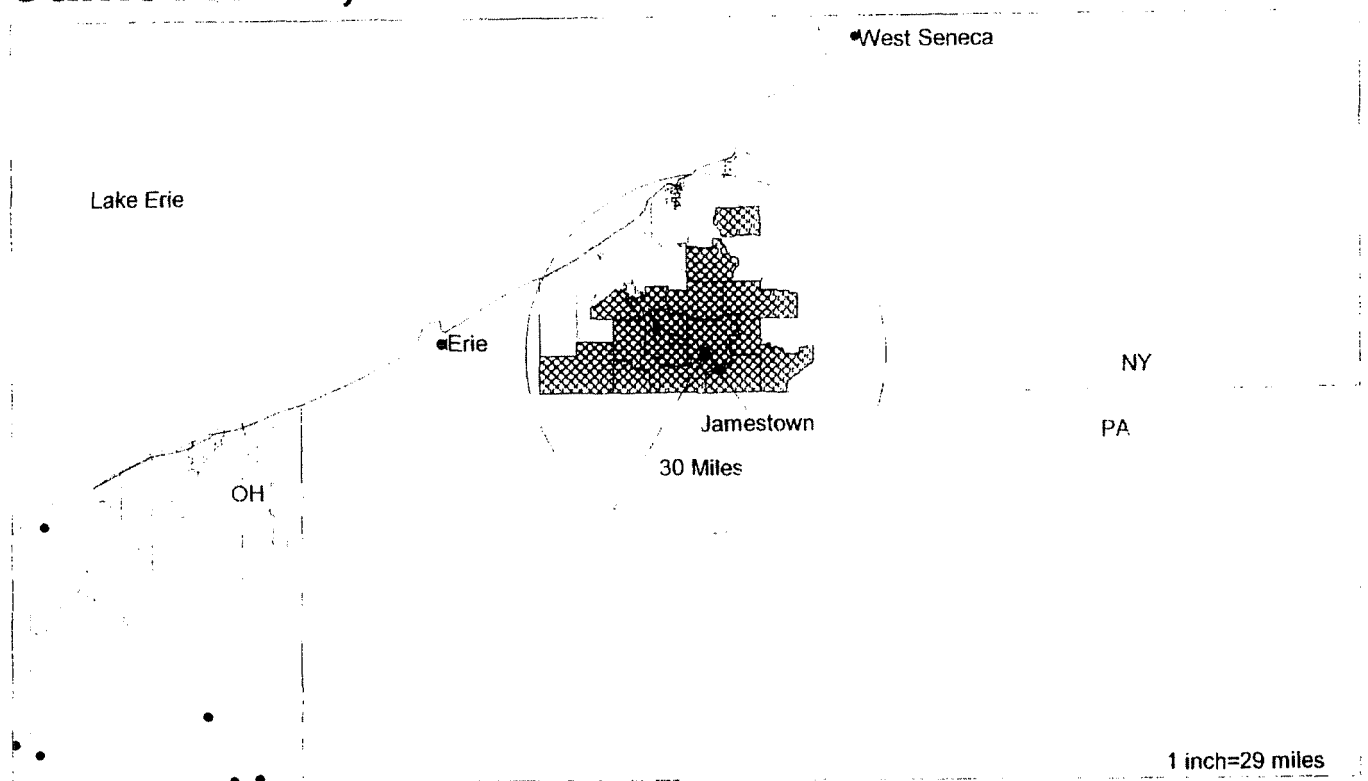 West Seneca
Lake Erie
Erie
NY
Jamestown
PA
30 Miles
OH
1 inch=29 miles